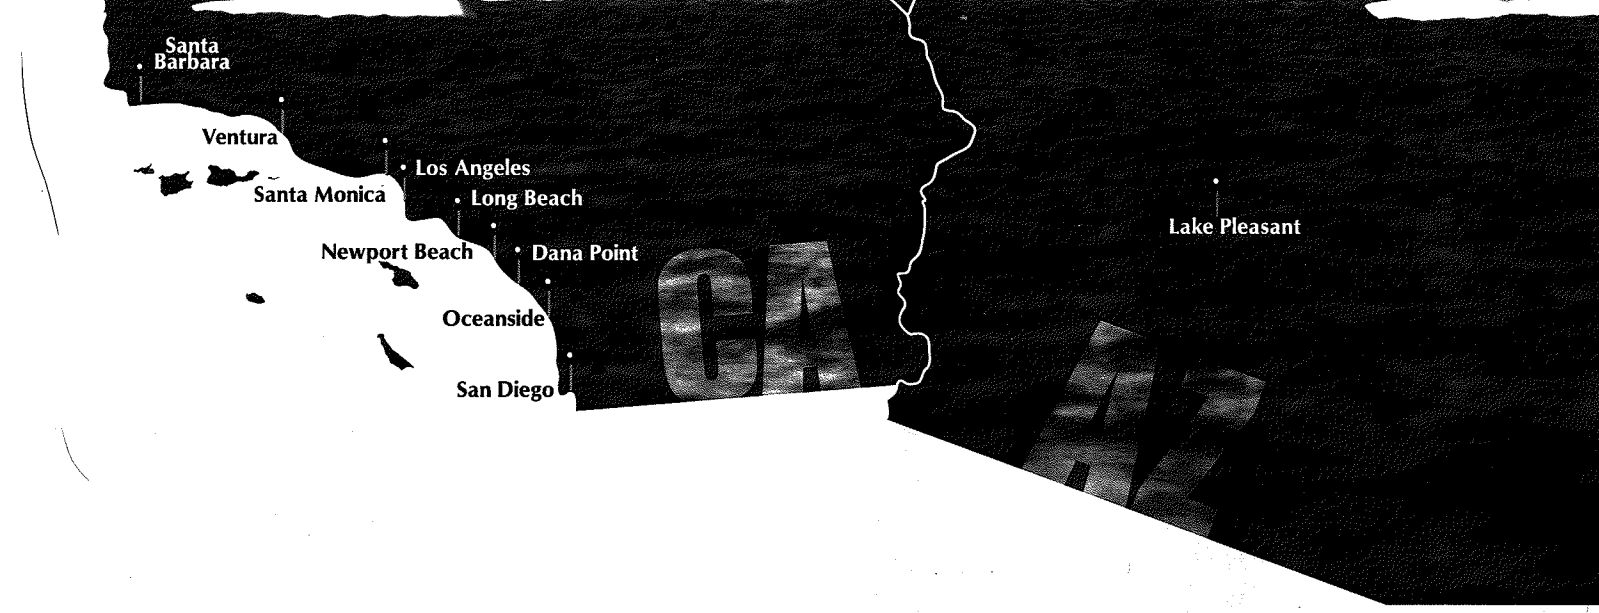 Santa
Barbara
Ventura
Los Angeles
Santa Monica
Long Beach
Lake Pleasant
Newport Beach
Dana Point
CA
Oceanside
AZ
San Diego